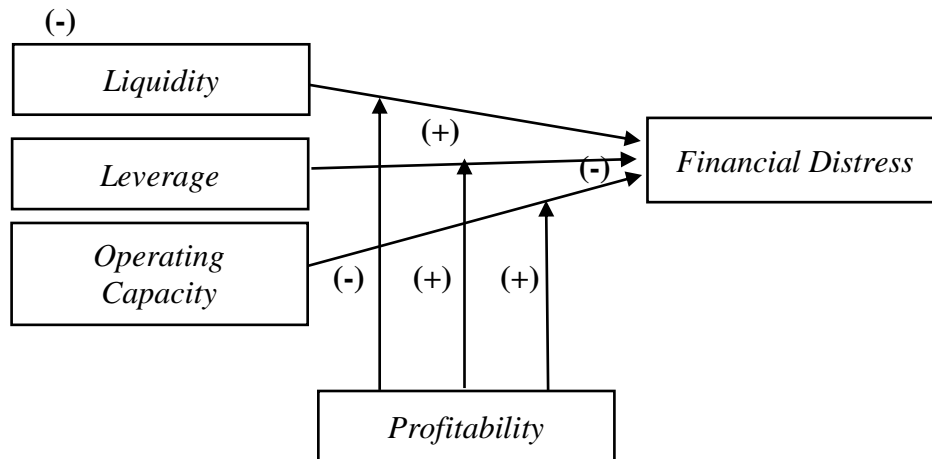 (-)
Liquidity
(+)
Leverage
Financial Distress
(-)
Operating
Capacity
(-)
(+)
(+)
Profitability